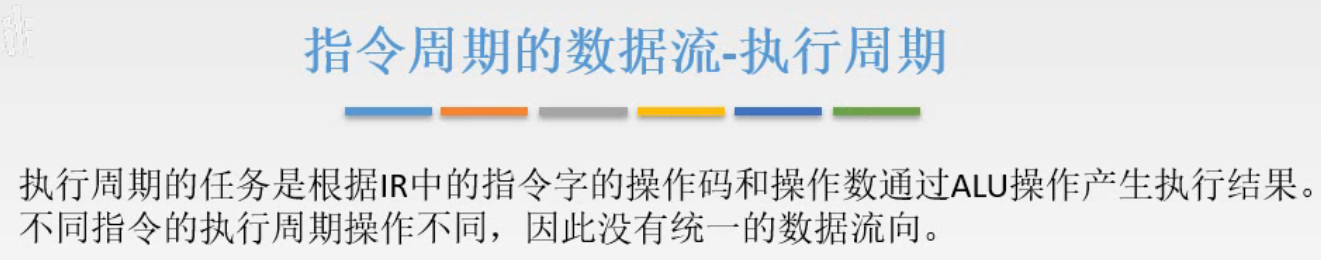 指令周期的数据流-执行周期
执行周期的任务是根据IR中的指令字的操作码和操作数通过ALU操作产生执行结果。
不同指令的执行周期操作不同，因此没有统一的数据流向。